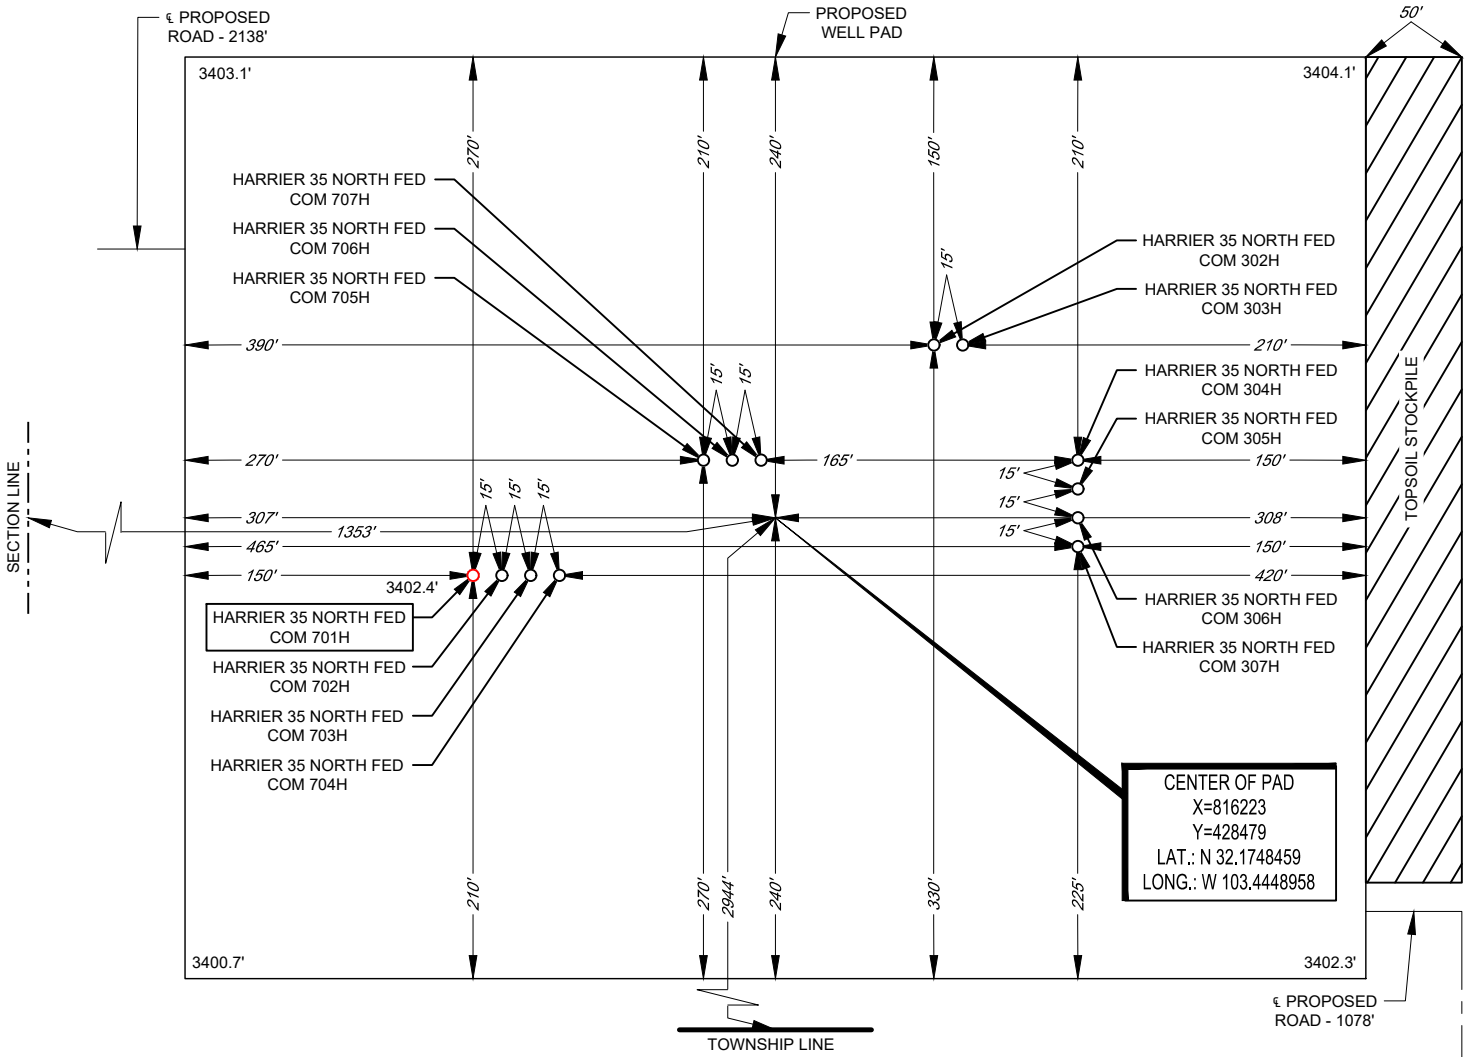 ℄ PROPOSED
ROAD - 2138'
PROPOSED
WELL PAD
50'
3403.1'
3404.1'
270'
210'
240'
150'
210'
HARRIER 35 NORTH FED
COM 707H
HARRIER 35 NORTH FED
COM 706H
HARRIER 35 NORTH FED
COM 705H
HARRIER 35 NORTH FED
COM 302H
HARRIER 35 NORTH FED
COM 303H
15'
390'
210'
HARRIER 35 NORTH FED
COM 304H
HARRIER 35 NORTH FED
COM 305H
TOPSOIL STOCKPILE
15'
15'
270'
165'
150'
15'
15'
15'
SECTION LINE
15'
15'
15'
307'
308'
1353'
465'
150'
150'
420'
3402.4'
HARRIER 35 NORTH FED
COM 701H
HARRIER 35 NORTH FED
COM 702H
HARRIER 35 NORTH FED
COM 703H
HARRIER 35 NORTH FED
COM 704H
HARRIER 35 NORTH FED
COM 306H
HARRIER 35 NORTH FED
COM 307H
CENTER OF PAD
X=816223
Y=428479
LAT.: N 32.1748459
LONG.: W 103.4448958
210'
270'
2944'
240'
330'
225'
3400.7'
3402.3'
℄ PROPOSED
ROAD - 1078'
TOWNSHIP LINE